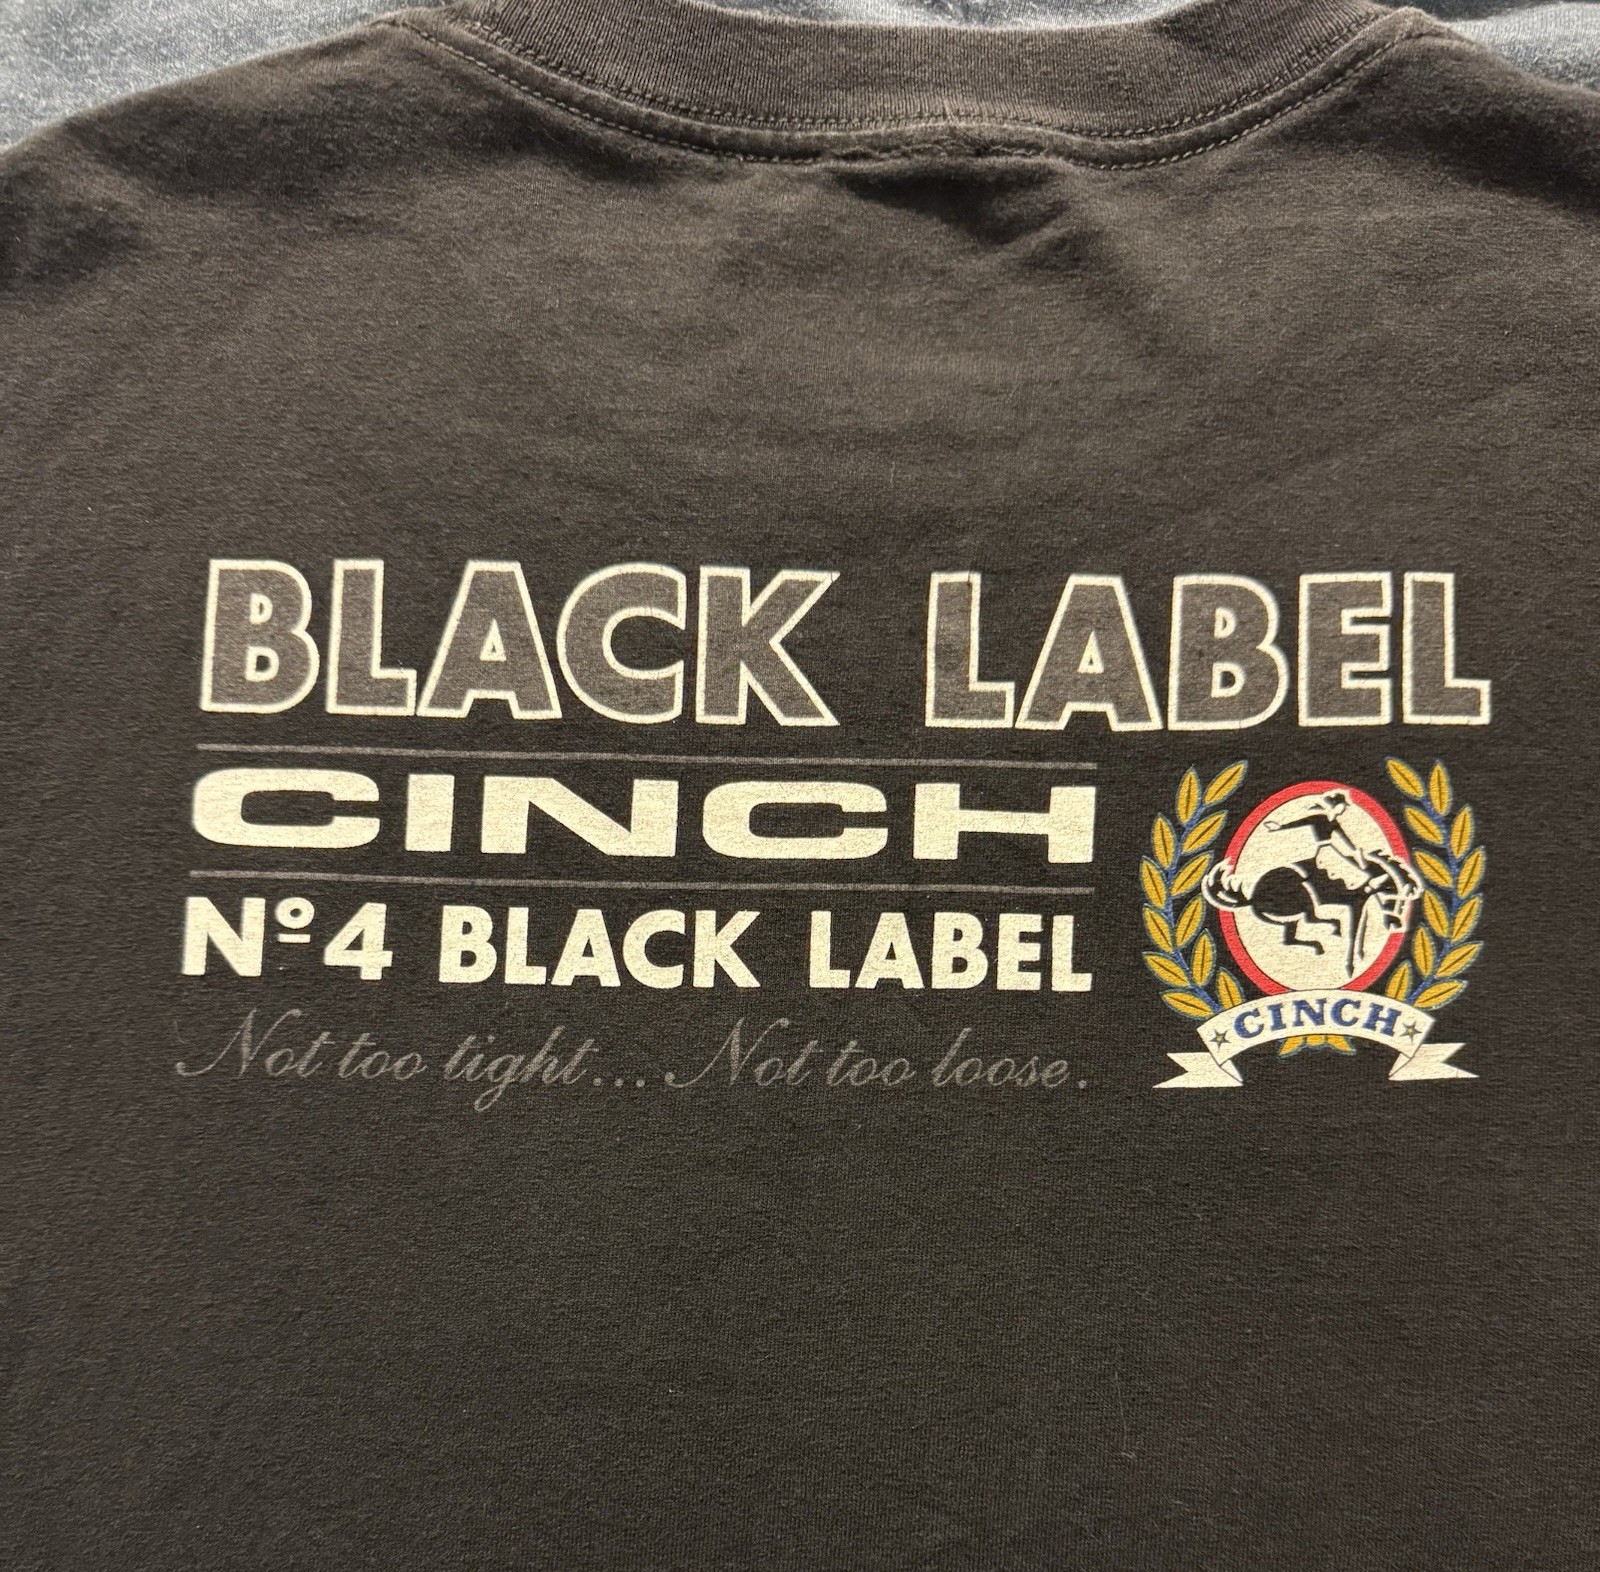 BLACK LABEL
CINCH
Nº4 BLACK LABEL
Not too tight... Not too loose.
CINCH